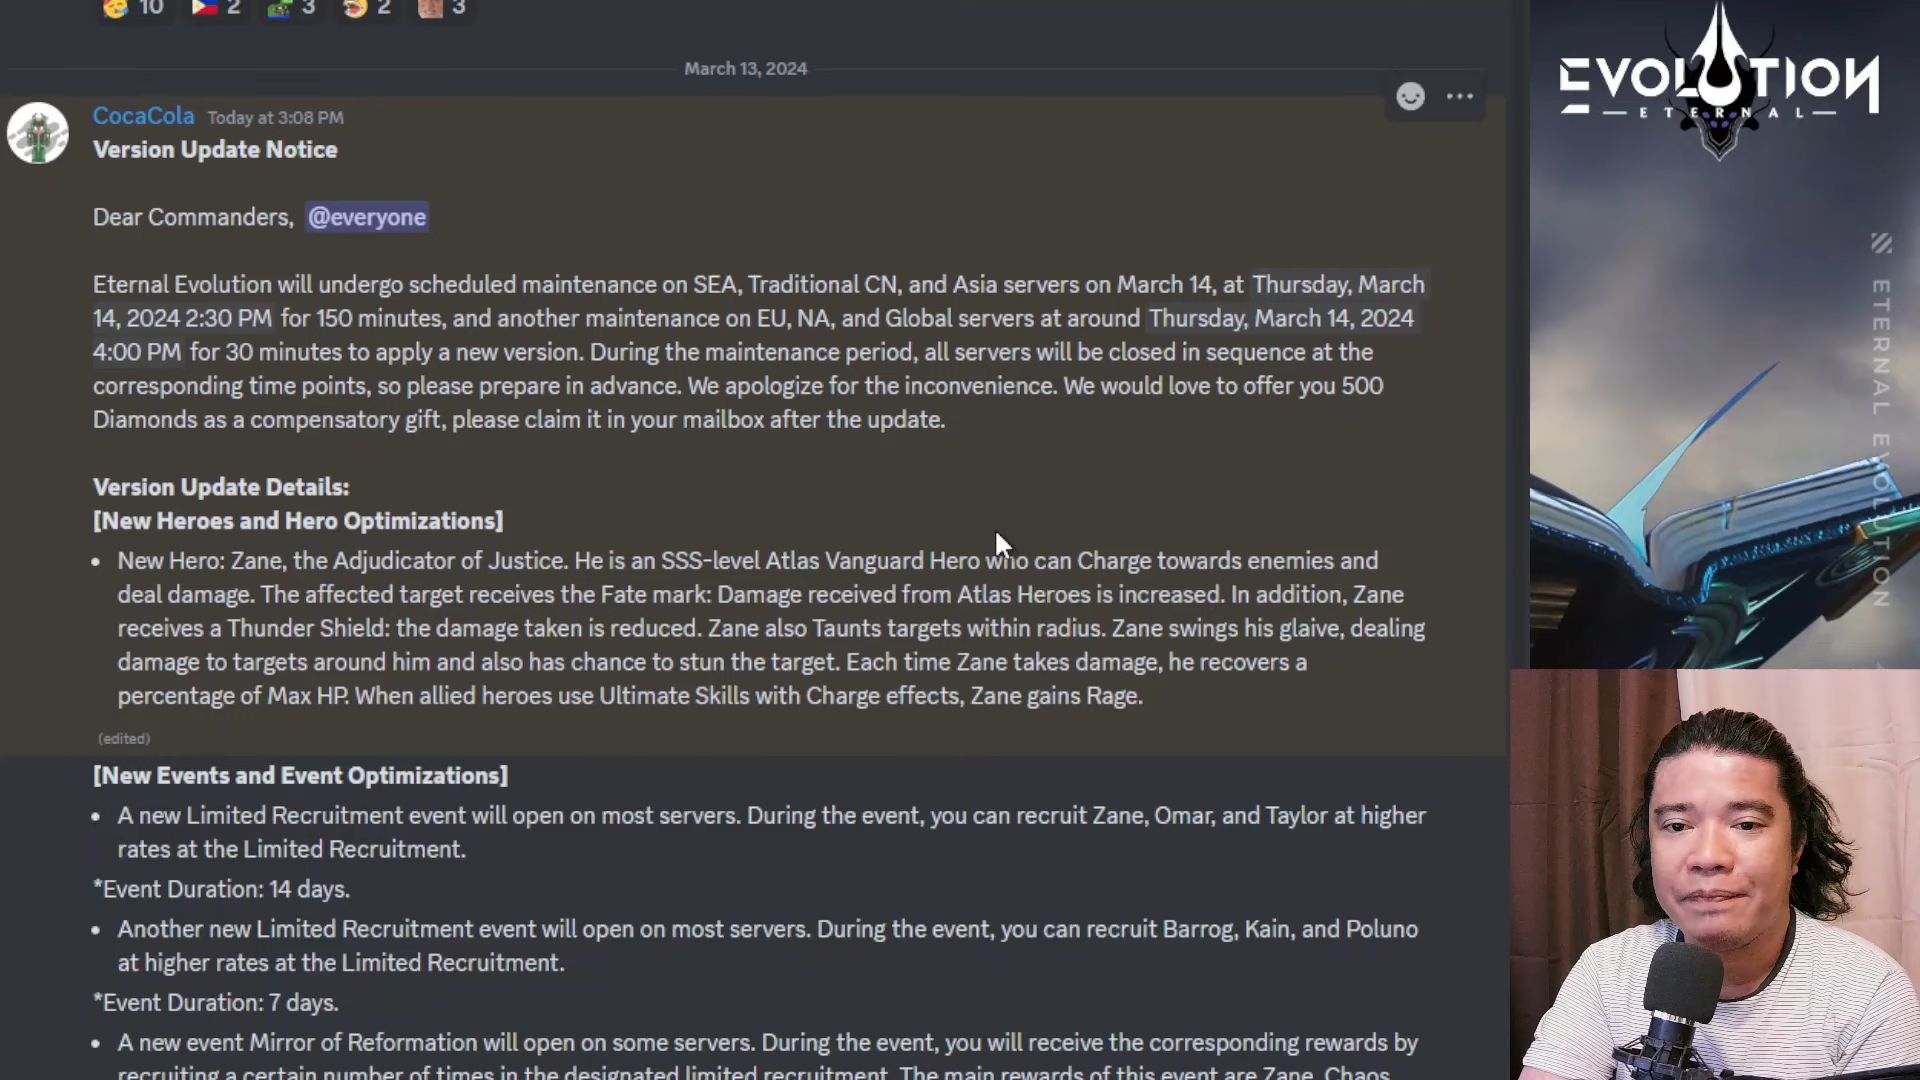 10 2 3 2 3
March 13, 2024
CocaCola Today at 3:08 PM
Version Update Notice
Dear Commanders, @everyone
Eternal Evolution will undergo scheduled maintenance on SEA, Traditional CN, and Asia servers on March 14, at Thursday, March
14, 2024 2:30 PM for 150 minutes, and another maintenance on EU, NA, and Global servers at around Thursday, March 14, 2024
4:00 PM for 30 minutes to apply a new version. During the maintenance period, all servers will be closed in sequence at the
corresponding time points, so please prepare in advance. We apologize for the inconvenience. We would love to offer you 500
Diamonds as a compensatory gift, please claim it in your mailbox after the update.
Version Update Details:
[New Heroes and Hero Optimizations]
• New Hero: Zane, the Adjudicator of Justice. He is an SSS-level Atlas Vanguard Hero who can Charge towards enemies and
deal damage. The affected target receives the Fate mark: Damage received from Atlas Heroes is increased. In addition, Zane
receives a Thunder Shield: the damage taken is reduced. Zane also Taunts targets within radius. Zane swings his glaive, dealing
damage to targets around him and also has chance to stun the target. Each time Zane takes damage, he recovers a
percentage of Max HP. When allied heroes use Ultimate Skills with Charge effects, Zane gains Rage.
(edited)
[New Events and Event Optimizations]
• A new Limited Recruitment event will open on most servers. During the event, you can recruit Zane, Omar, and Taylor at higher
rates at the Limited Recruitment.
*Event Duration: 14 days.
• Another new Limited Recruitment event will open on most servers. During the event, you can recruit Barrog, Kain, and Poluno
at higher rates at the Limited Recruitment.
*Event Duration: 7 days.
• A new event Mirror of Reformation will open on some servers. During the event, you will receive the corresponding rewards by
recruiting a certain number of times in the designated limited recruitment. The main rewards of this event are Zane, Chaos
EVOLUTION
ETERNAL
ETERNAL EVOLUTION